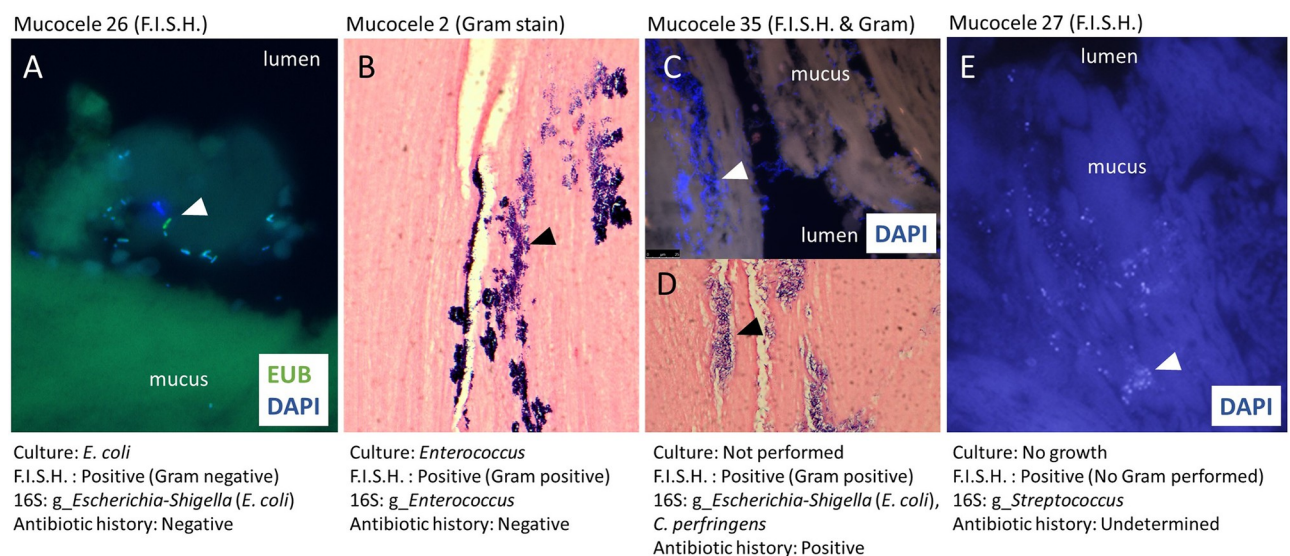 Mucocele 26 (F.I.S.H.)
A
lumen
mucus
EUB
DAPI
Culture: E. coli
F.I.S.H. : Positive (Gram negative)
16S: g_Escherichia-Shigella (E. coli)
Antibiotic history: Negative
Mucocele 2 (Gram stain)
B
Culture: Enterococcus
F.I.S.H. : Positive (Gram positive)
16S: g_Enterococcus
Antibiotic history: Negative
Mucocele 35 (F.I.S.H. & Gram)
C
mucus
lumen
DAPI
D
Culture: Not performed
F.I.S.H. : Positive (Gram positive)
16S: g_Escherichia-Shigella (E. coli),
C. perfringens
Antibiotic history: Positive
Mucocele 27 (F.I.S.H.)
E
lumen
mucus
DAPI
Culture: No growth
F.I.S.H. : Positive (No Gram performed)
16S: g_Streptococcus
Antibiotic history: Undetermined